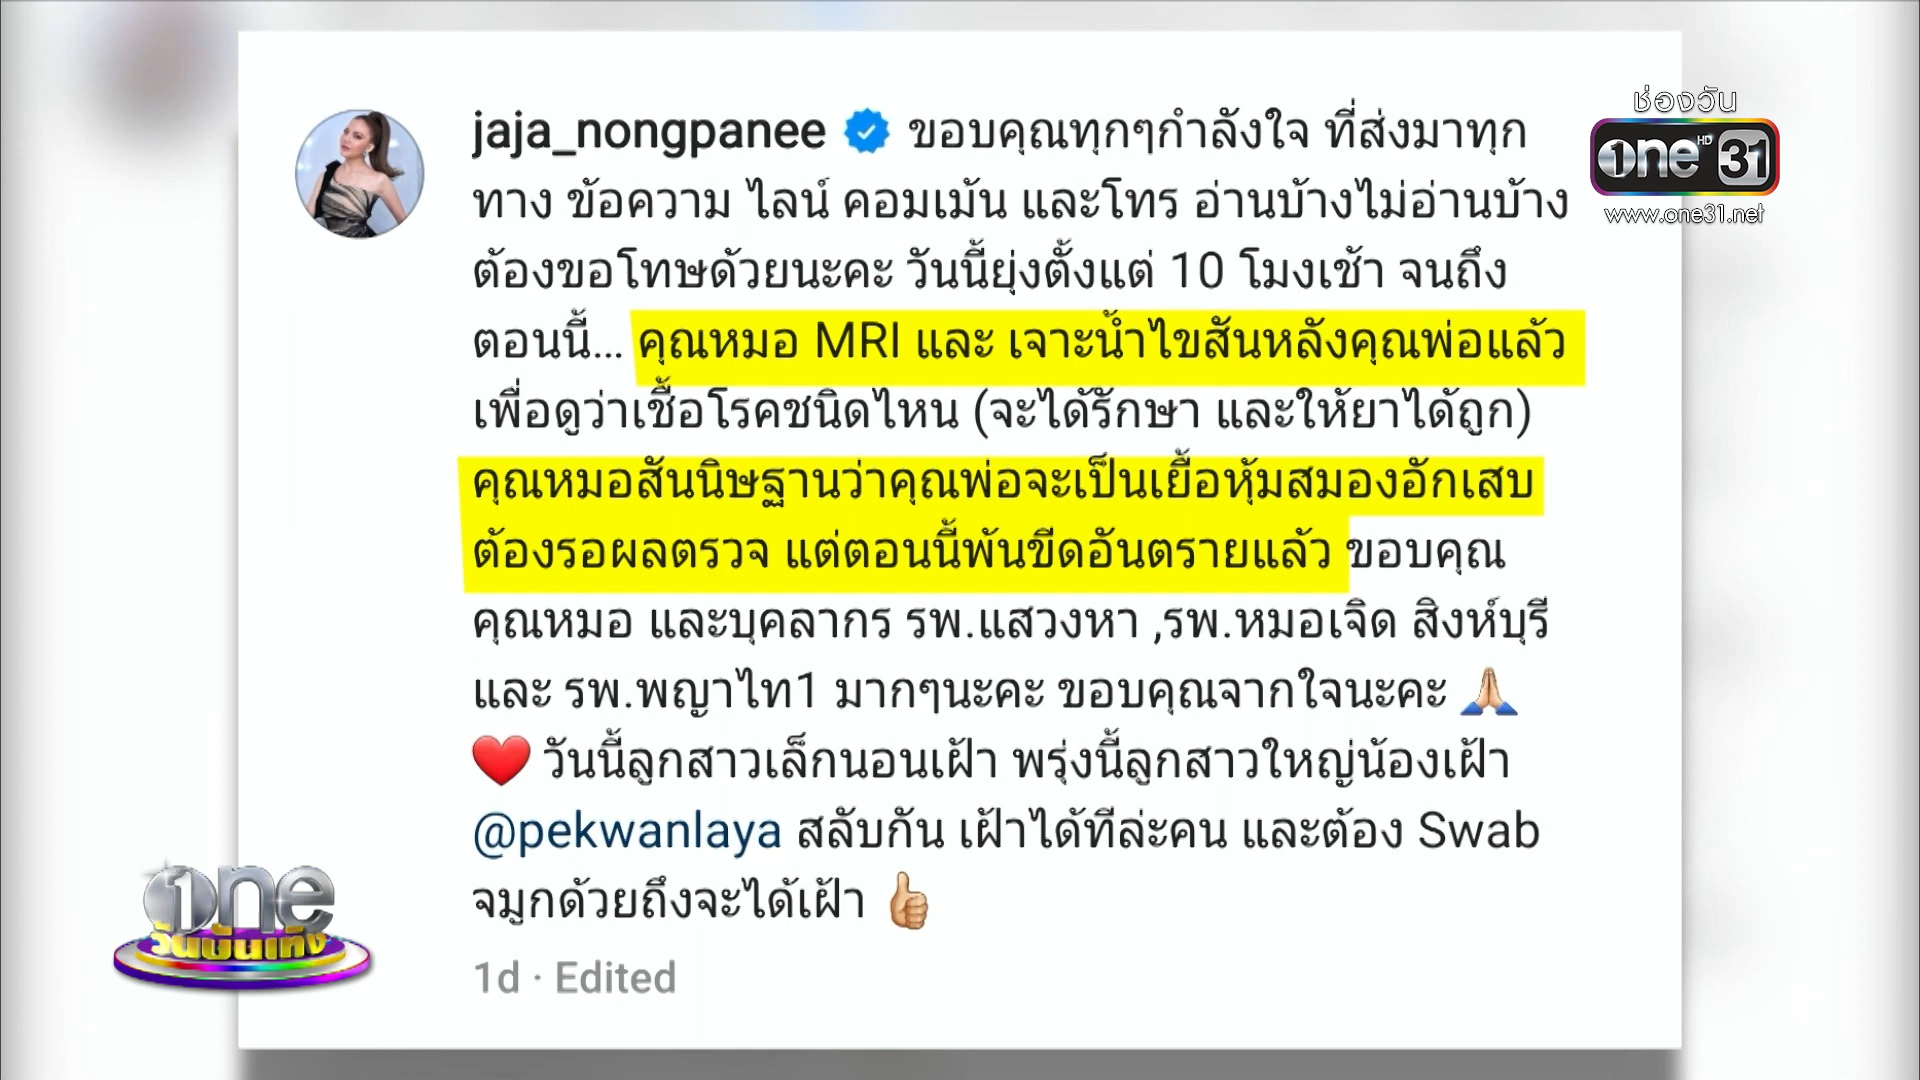 ช่องวัน
one HD 31
www.one31.net
jaja_nongpanee ขอบคุณทุกๆกำลังใจ ที่ส่งมาทุก
ทาง ข้อความ ไลน์ คอมเม้น และโทร อ่านบ้างไม่อ่านบ้าง
ต้องขอโทษด้วยนะคะ วันนี้ยุ่งตั้งแต่ 10 โมงเช้า จนถึง
ตอนนี้... คุณหมอ MRI และ เจาะน้ำไขสันหลังคุณพ่อแล้ว
เพื่อดูว่าเชื้อโรคชนิดไหน (จะได้รักษา และให้ยาได้ถูก)
คุณหมอสันนิษฐานว่าคุณพ่อจะเป็นเยื้อหุ้มสมองอักเสบ
ต้องรอผลตรวจ แต่ตอนนี้พ้นขีดอันตรายแล้ว ขอบคุณ
คุณหมอ และบุคลากร รพ.แสวงหา ,รพ.หมอเจิด สิงห์บุรี
และ รพ.พญาไท1 มากๆนะคะ ขอบคุณจากใจนะคะ 🙏🏼
❤️ วันนี้ลูกสาวเล็กนอนเฝ้า พรุ่งนี้ลูกสาวใหญ่น้องเฝ้า
@pekwanlaya สลับกัน เฝ้าได้ทีล่ะคน และต้อง Swab
จมูกด้วยถึงจะได้เฝ้า 👍🏼
1d · Edited
one
วันบันเทิง